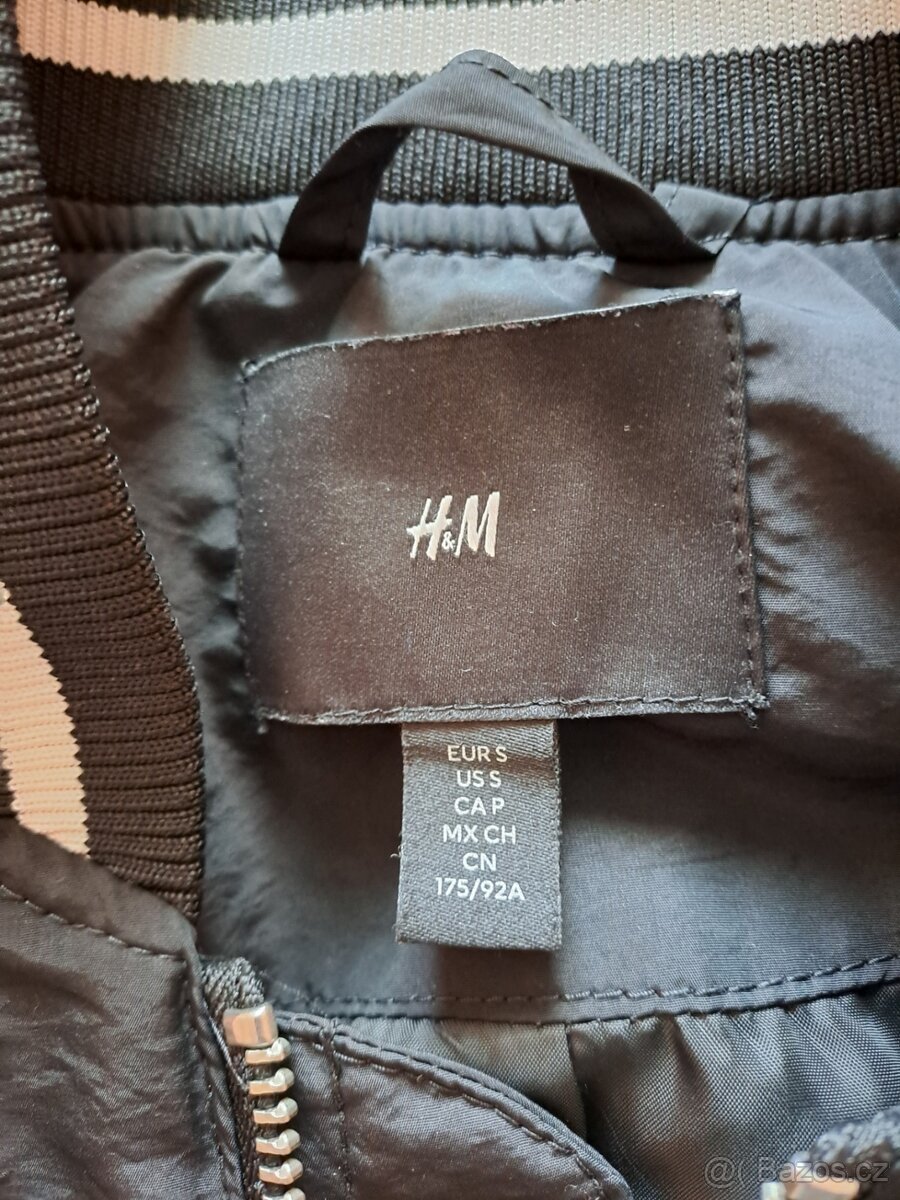 H&M
EUR S
US S
CA P
MX CH
CN
175/92A
@ Bazos.cz